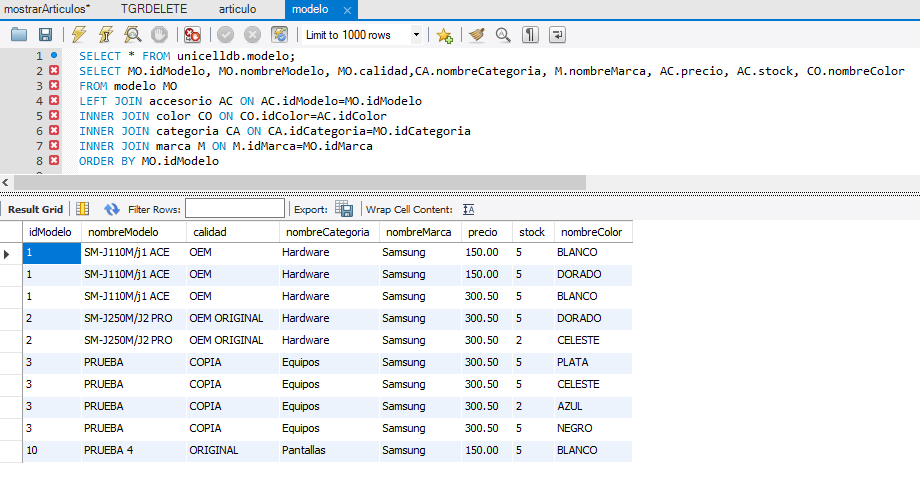 mostrarArticulos* TGRDELETE articulo modelo
Limit to 1000 rows
1 SELECT * FROM unicelldb.modelo;
2 SELECT MO.idModelo, MO.nombreModelo, MO.calidad,CA.nombreCategoria, M.nombreMarca, AC.precio, AC.stock, CO.nombreColor
3 FROM modelo MO
4 LEFT JOIN accesorio AC ON AC.idModelo=MO.idModelo
5 INNER JOIN color CO ON CO.idColor=AC.idColor
6 INNER JOIN categoria CA ON CA.idCategoria=MO.idCategoria
7 INNER JOIN marca M ON M.idMarca=MO.idMarca
8 ORDER BY MO.idModelo
Result Grid Filter Rows: Export: Wrap Cell Content:
idModelo nombreModelo calidad nombreCategoria nombreMarca precio stock nombreColor
1 SM-J110M/j1 ACE OEM Hardware Samsung 150.00 5 BLANCO
1 SM-J110M/j1 ACE OEM Hardware Samsung 150.00 5 DORADO
1 SM-J110M/j1 ACE OEM Hardware Samsung 300.50 5 BLANCO
2 SM-J250M/J2 PRO OEM ORIGINAL Hardware Samsung 300.50 5 DORADO
2 SM-J250M/J2 PRO OEM ORIGINAL Hardware Samsung 300.50 2 CELESTE
3 PRUEBA COPIA Equipos Samsung 300.50 5 PLATA
3 PRUEBA COPIA Equipos Samsung 300.50 5 CELESTE
3 PRUEBA COPIA Equipos Samsung 300.50 2 AZUL
3 PRUEBA COPIA Equipos Samsung 300.50 5 NEGRO
10 PRUEBA 4 ORIGINAL Pantallas Samsung 150.00 5 BLANCO